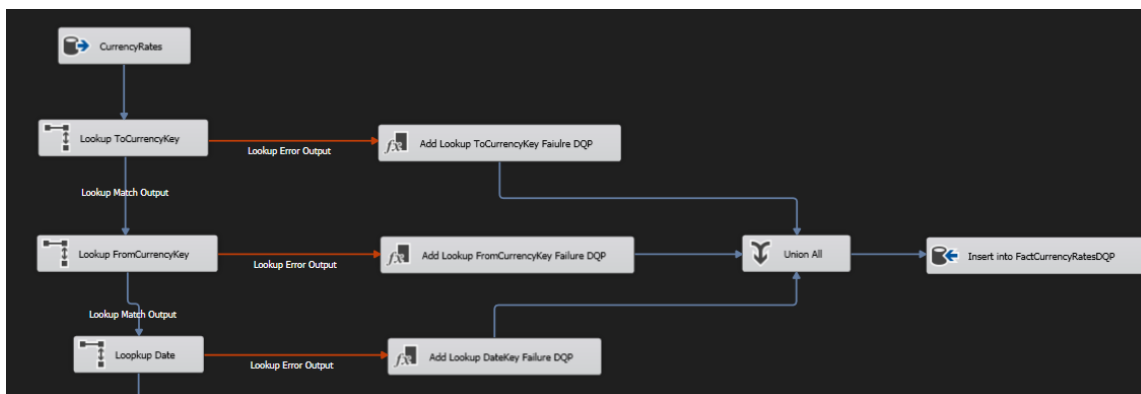 CurrencyRates
Lookup ToCurrencyKey
Lookup Error Output
Add Lookup ToCurrencyKey Faiulre DQP
Lookup Match Output
Lookup FromCurrencyKey
Lookup Error Output
Add Lookup FromCurrencyKey Failure DQP
Union All
Insert into FactCurrencyRatesDQP
Lookup Match Output
Loopkup Date
Lookup Error Output
Add Lookup DateKey Failure DQP